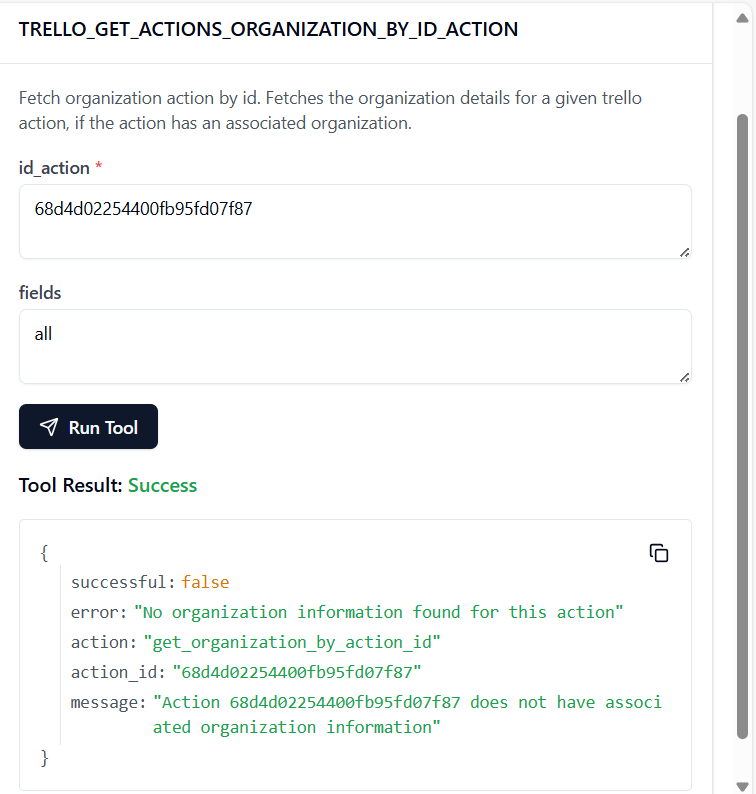 TRELLO_GET_ACTIONS_ORGANIZATION_BY_ID_ACTION
Fetch organization action by id. Fetches the organization details for a given trello
action, if the action has an associated organization.
id_action *
68d4d02254400fb95fd07f87
fields
all
Run Tool
Tool Result: Success
{
successful: false
error: "No organization information found for this action"
action: "get_organization_by_action_id"
action_id: "68d4d02254400fb95fd07f87"
message: "Action 68d4d02254400fb95fd07f87 does not have associ
ated organization information"
}